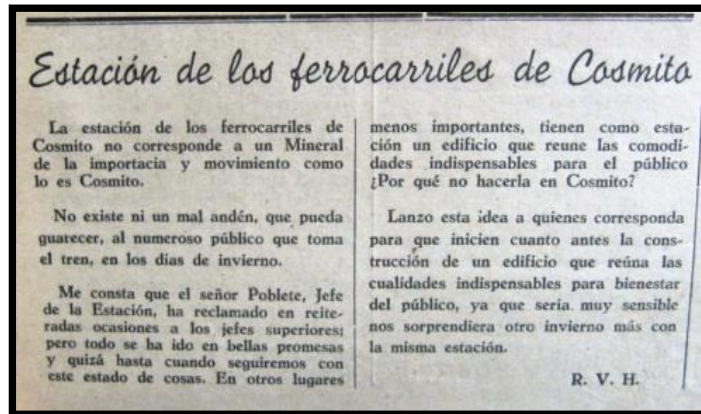 Estación de los ferrocarriles de Cosmito
La estación de los ferrocarriles de
Cosmito no corresponde a un Mineral
de la importacia y movimiento como
lo es Cosmito.
No existe ni un mal andén, que pueda
guarecer, al numeroso público que toma
el tren, en los días de invierno.
Me consta que el señor Poblete, Jefe
de la Estación, ha reclamado en reite-
radas ocasiones a los jefes superiores;
pero todo se ha ido en bellas promesas
y quizá hasta cuando seguiremos con
este estado de cosas. En otros lugares
menos importantes, tienen como esta-
ción un edificio que reune las comodi-
dades indispensables para el público
¿Por qué no hacerla en Cosmito?
Lanzo esta idea a quienes corresponda
para que inicien cuanto antes la cons-
trucción de un edificio que reúna las
cualidades indispensables para bienestar
del público, ya que seria muy sensible
nos sorprendiera otro invierno más con
la misma estación.
R. V. H.